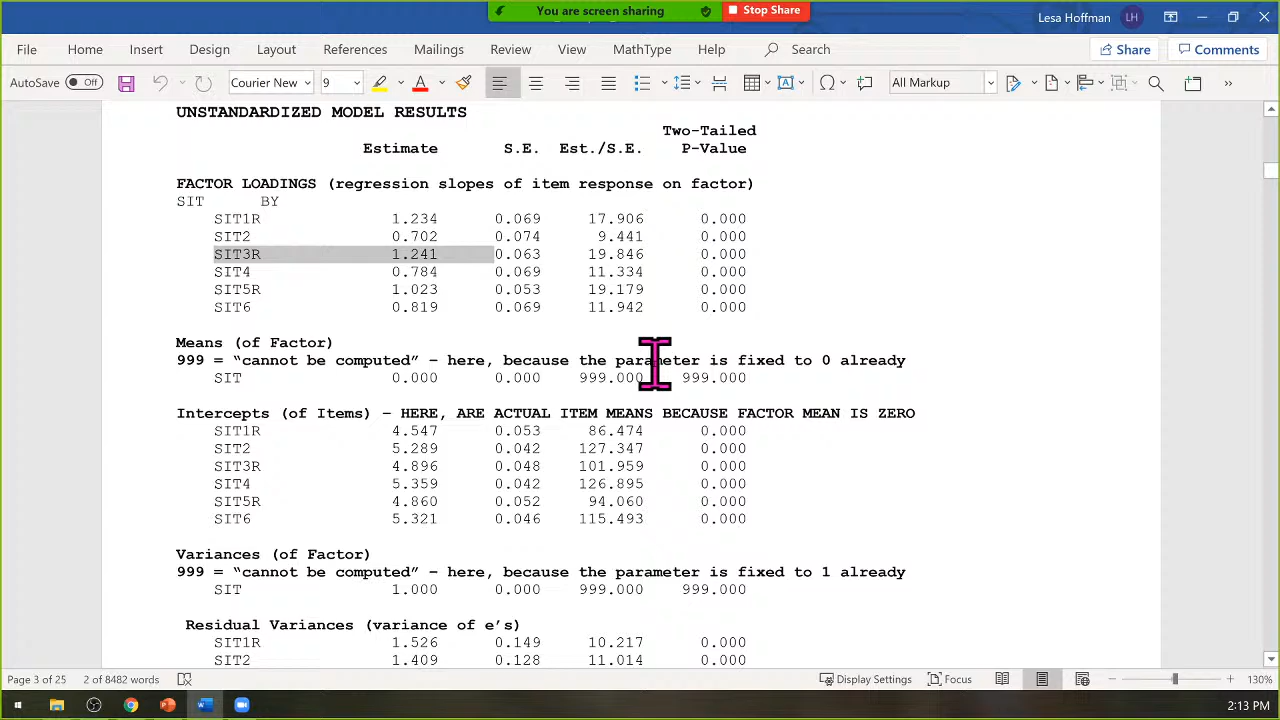 You are screen sharing Stop Share
Lesa Hoffman LH
File Home Insert Design Layout References Mailings Review View MathType Help Search Share Comments
AutoSave Off Courier New 9 A All Markup
UNSTANDARDIZED MODEL RESULTS
Two-Tailed
Estimate S.E. Est./S.E. P-Value
FACTOR LOADINGS (regression slopes of item response on factor)
SIT BY
SIT1R 1.234 0.069 17.906 0.000
SIT2 0.702 0.074 9.441 0.000
SIT3R 1.241 0.063 19.846 0.000
SIT4 0.784 0.069 11.334 0.000
SIT5R 1.023 0.053 19.179 0.000
SIT6 0.819 0.069 11.942 0.000
Means (of Factor)
999 = “cannot be computed” – here, because the parameter is fixed to 0 already
SIT 0.000 0.000 999.000 999.000
Intercepts (of Items) – HERE, ARE ACTUAL ITEM MEANS BECAUSE FACTOR MEAN IS ZERO
SIT1R 4.547 0.053 86.474 0.000
SIT2 5.289 0.042 127.347 0.000
SIT3R 4.896 0.048 101.959 0.000
SIT4 5.359 0.042 126.895 0.000
SIT5R 4.860 0.052 94.060 0.000
SIT6 5.321 0.046 115.493 0.000
Variances (of Factor)
999 = “cannot be computed” – here, because the parameter is fixed to 1 already
SIT 1.000 0.000 999.000 999.000
Residual Variances (variance of e’s)
SIT1R 1.526 0.149 10.217 0.000
SIT2 1.409 0.128 11.014 0.000
Page 3 of 25 2 of 8482 words Display Settings Focus 130%
2:13 PM